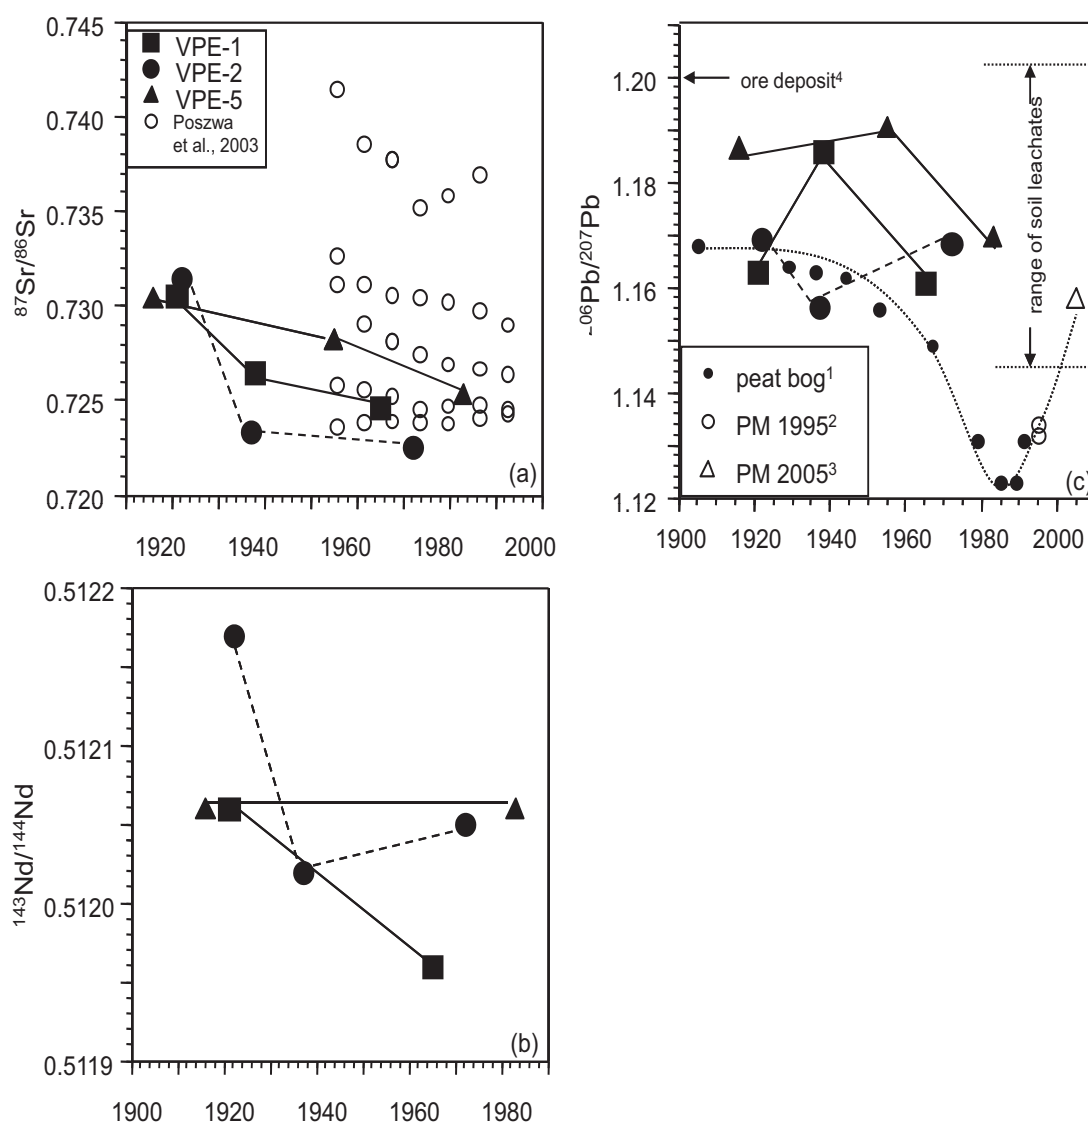 0.745
0.740
0.735
0.730
0.725
0.720
⁸⁷Sr/⁸⁶Sr
VPE-1
VPE-2
VPE-5
Poszwa
et al., 2003
(a)
1920 1940 1960 1980 2000
1.20
1.18
1.16
1.14
1.12
06Pb/²⁰⁷Pb
ore deposit⁴
range of soil leachates
peat bog¹
PM 1995²
PM 2005³
(c)
1900 1920 1940 1960 1980 2000
0.5122
0.5121
0.5120
0.5119
¹⁴³Nd/¹⁴⁴Nd
(b)
1900 1920 1940 1960 1980